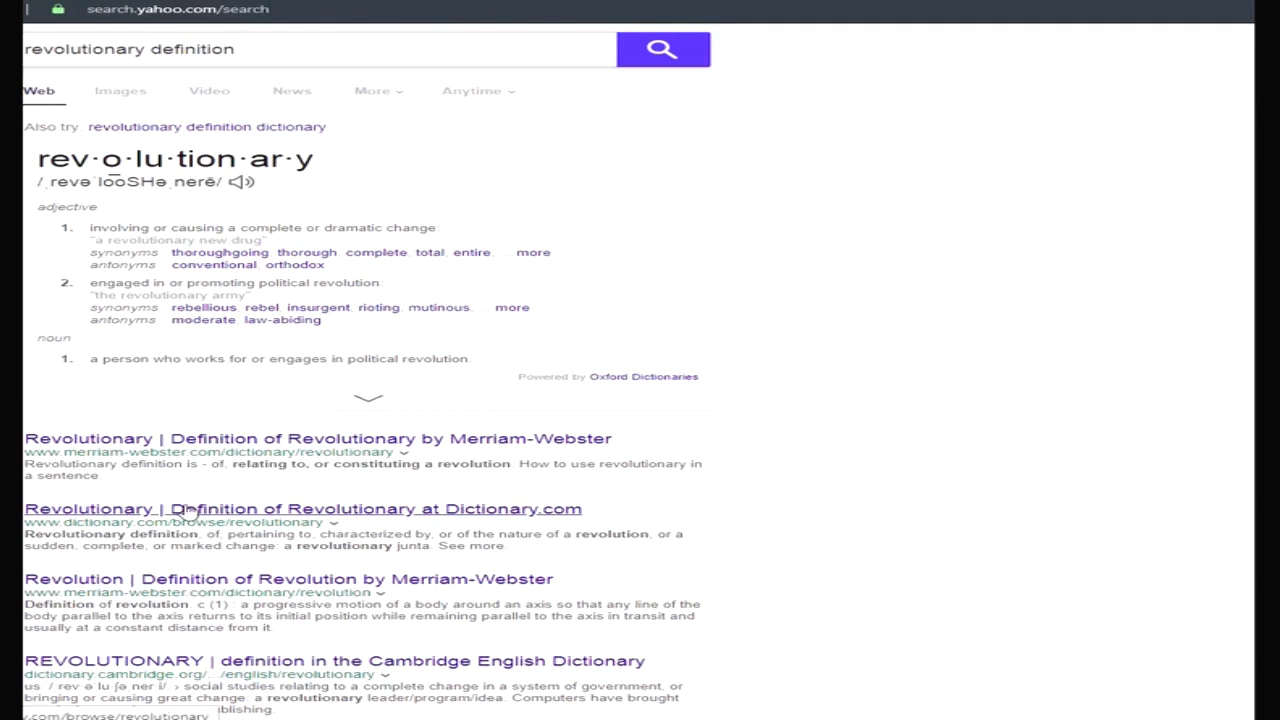 search.yahoo.com/search
revolutionary definition
Web Images Video News More Anytime
Also try: revolutionary definition dictionary
rev·o·lu·tion·ar·y
/ˌrevəˈlo͞oSHəˌnerē/
adjective
1. involving or causing a complete or dramatic change:
"a revolutionary new drug"
synonyms thoroughgoing, thorough, complete, total, entire, more
antonyms conventional, orthodox
2. engaged in or promoting political revolution:
"the revolutionary army"
synonyms rebellious, rebel, insurgent, rioting, mutinous, more
antonyms moderate, law-abiding
noun
1. a person who works for or engages in political revolution.
Powered by Oxford Dictionaries
Revolutionary | Definition of Revolutionary by Merriam-Webster
www.merriam-webster.com/dictionary/revolutionary
Revolutionary definition is - of, relating to, or constituting a revolution. How to use revolutionary in
a sentence.
Revolutionary | Definition of Revolutionary at Dictionary.com
www.dictionary.com/browse/revolutionary
Revolutionary definition, of, pertaining to, characterized by, or of the nature of a revolution, or a
sudden, complete, or marked change: a revolutionary junta. See more.
Revolution | Definition of Revolution by Merriam-Webster
www.merriam-webster.com/dictionary/revolution
Definition of revolution. c (1) : a progressive motion of a body around an axis so that any line of the
body parallel to the axis returns to its initial position while remaining parallel to the axis in transit and
usually at a constant distance from it.
REVOLUTIONARY | definition in the Cambridge English Dictionary
dictionary.cambridge.org/.../english/revolutionary
us / rev ə lu ʃə ner i/ › social studies relating to a complete change in a system of government, or
bringing or causing great change: a revolutionary leader/program/idea. Computers have brought
.com/browse/revolutionary blishing.